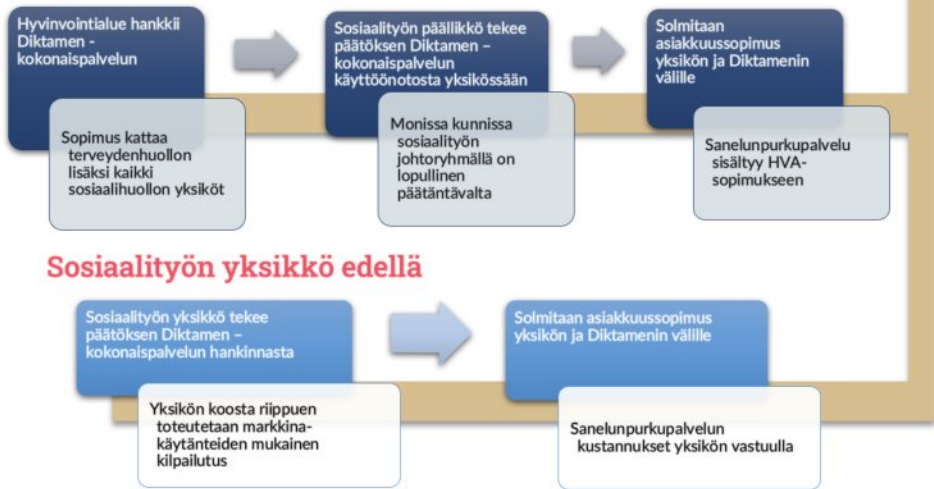 Hyvinvointialue hankkii
Diktamen -
kokonaispalvelun
Sopimus kattaa
terveydenhuollon
lisäksi kaikki
sosiaalihuollon yksiköt
Sosiaalityön päällikkö tekee
päätöksen Diktamen –
kokonaispalvelun
käyttöönotosta yksikössään
Monissa kunnissa
sosiaalityön
johtoryhmällä on
lopullinen
päätäntävalta
Solmitaan
asiakkuussopimus
yksikön ja Diktamenin
välille
Sanelunpurkupalvelu
sisältyy HVA-
sopimukseen
Sosiaalityön yksikkö edellä
Sosiaalityön yksikkö tekee
päätöksen Diktamen –
kokonaispalvelun hankinnasta
Yksikön koosta riippuen
toteutetaan markkina-
käytänteiden mukainen
kilpailutus
Solmitaan asiakkuussopimus
yksikön ja Diktamenin välille
Sanelunpurkupalvelun
kustannukset yksikön vastuulla